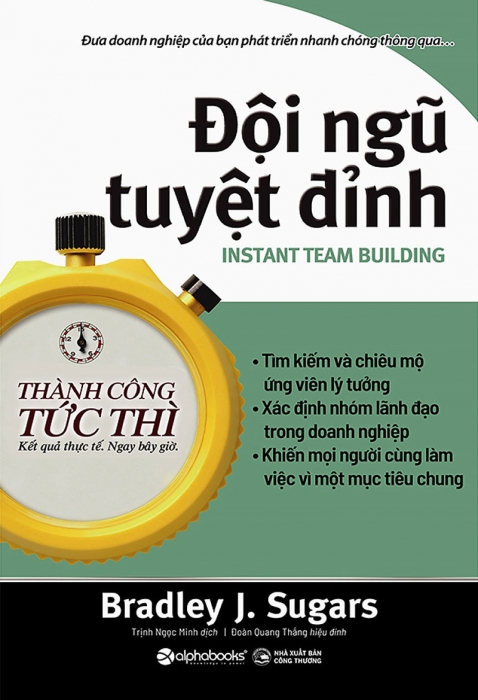 Đưa doanh nghiệp của bạn phát triển nhanh chóng thông qua...
Đội ngũ
tuyệt đỉnh
INSTANT TEAM BUILDING
THÀNH CÔNG
TỨC THÌ
Kết quả thực tế. Ngay bây giờ.
• Tìm kiếm và chiêu mộ
ứng viên lý tưởng
• Xác định nhóm lãnh đạo
trong doanh nghiệp
• Khiến mọi người cùng làm
việc vì một mục tiêu chung
Bradley J. Sugars
Trịnh Ngọc Minh dịch | Đoàn Quang Thắng hiệu đính
alphabooks
knowledge is power
NHÀ XUẤT BẢN
CÔNG THƯƠNG